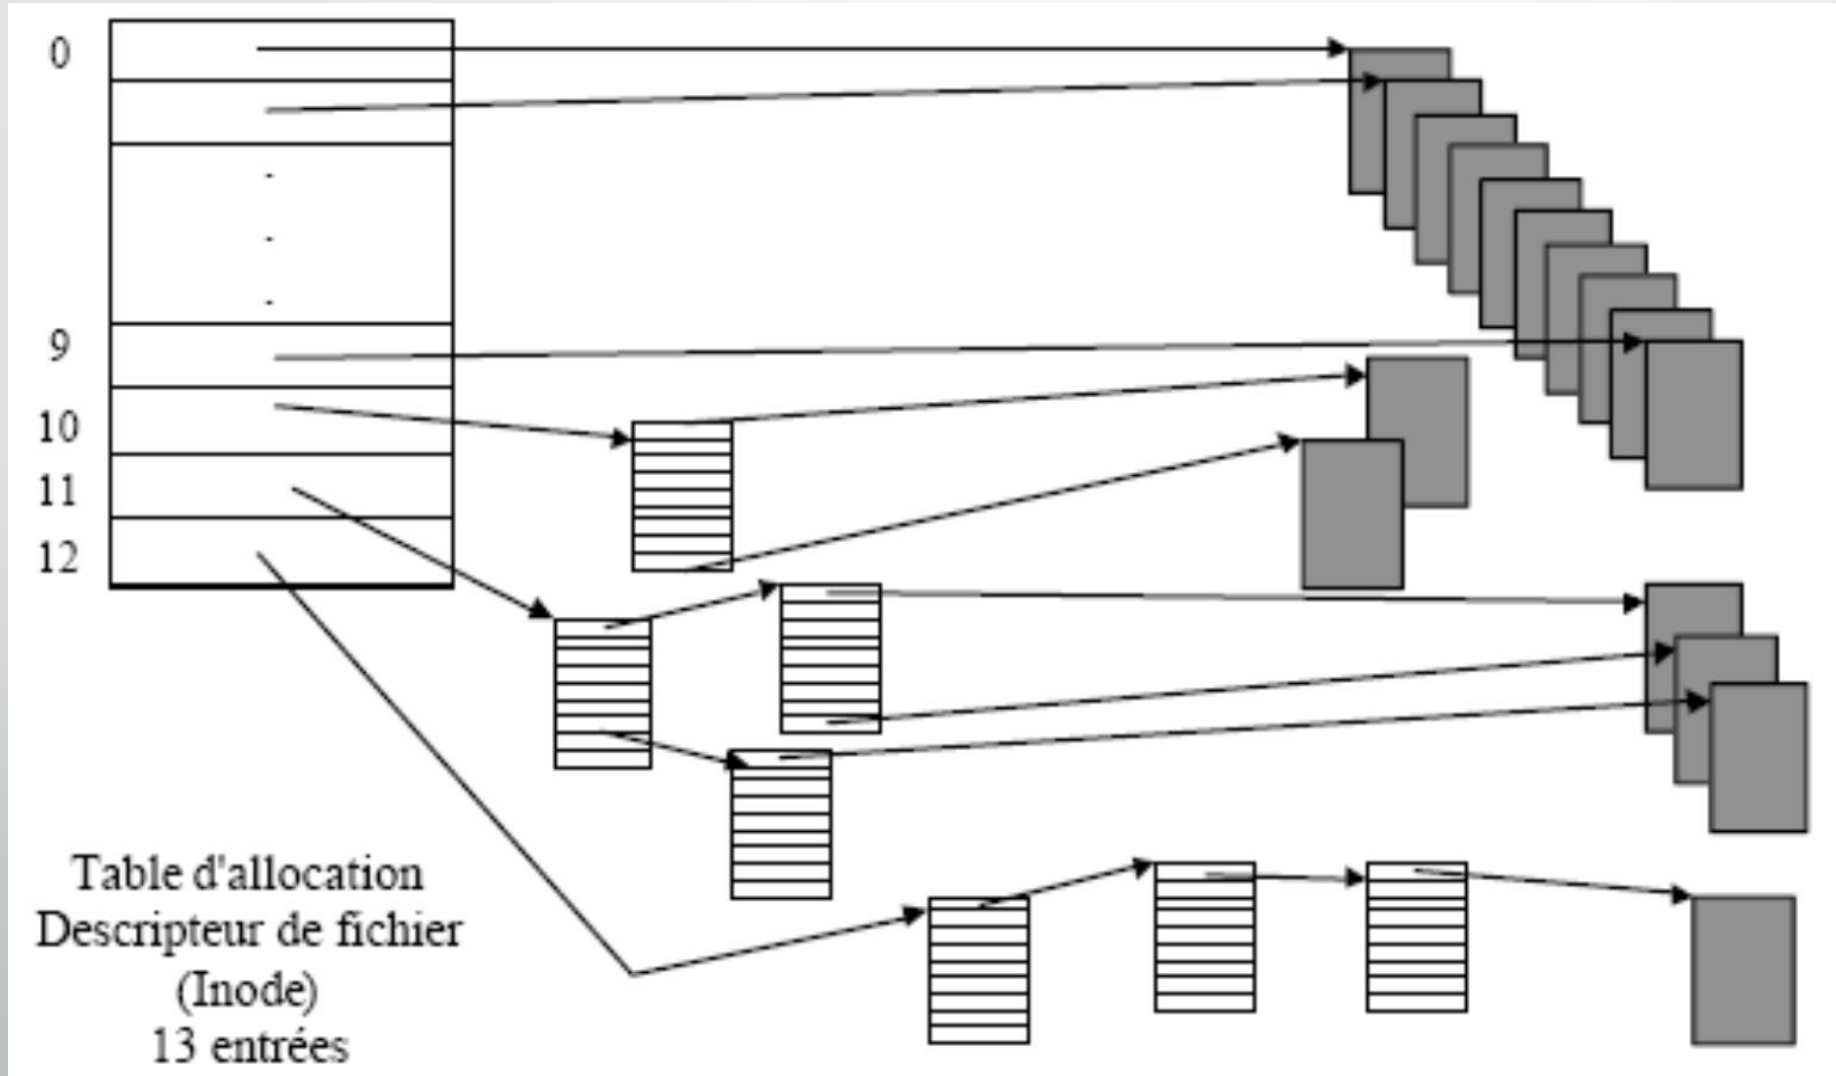 0
9
10
11
12
Table d'allocation
Descripteur de fichier
(Inode)
13 entrées